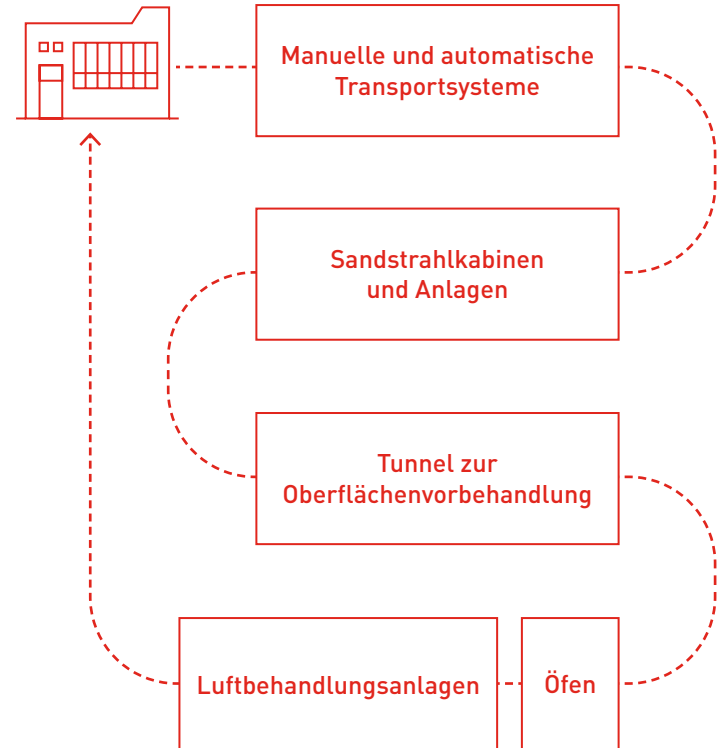 Manuelle und automatische
Transportsysteme
Sandstrahlkabinen
und Anlagen
Tunnel zur
Oberflächenvorbehandlung
Luftbehandlungsanlagen
Öfen